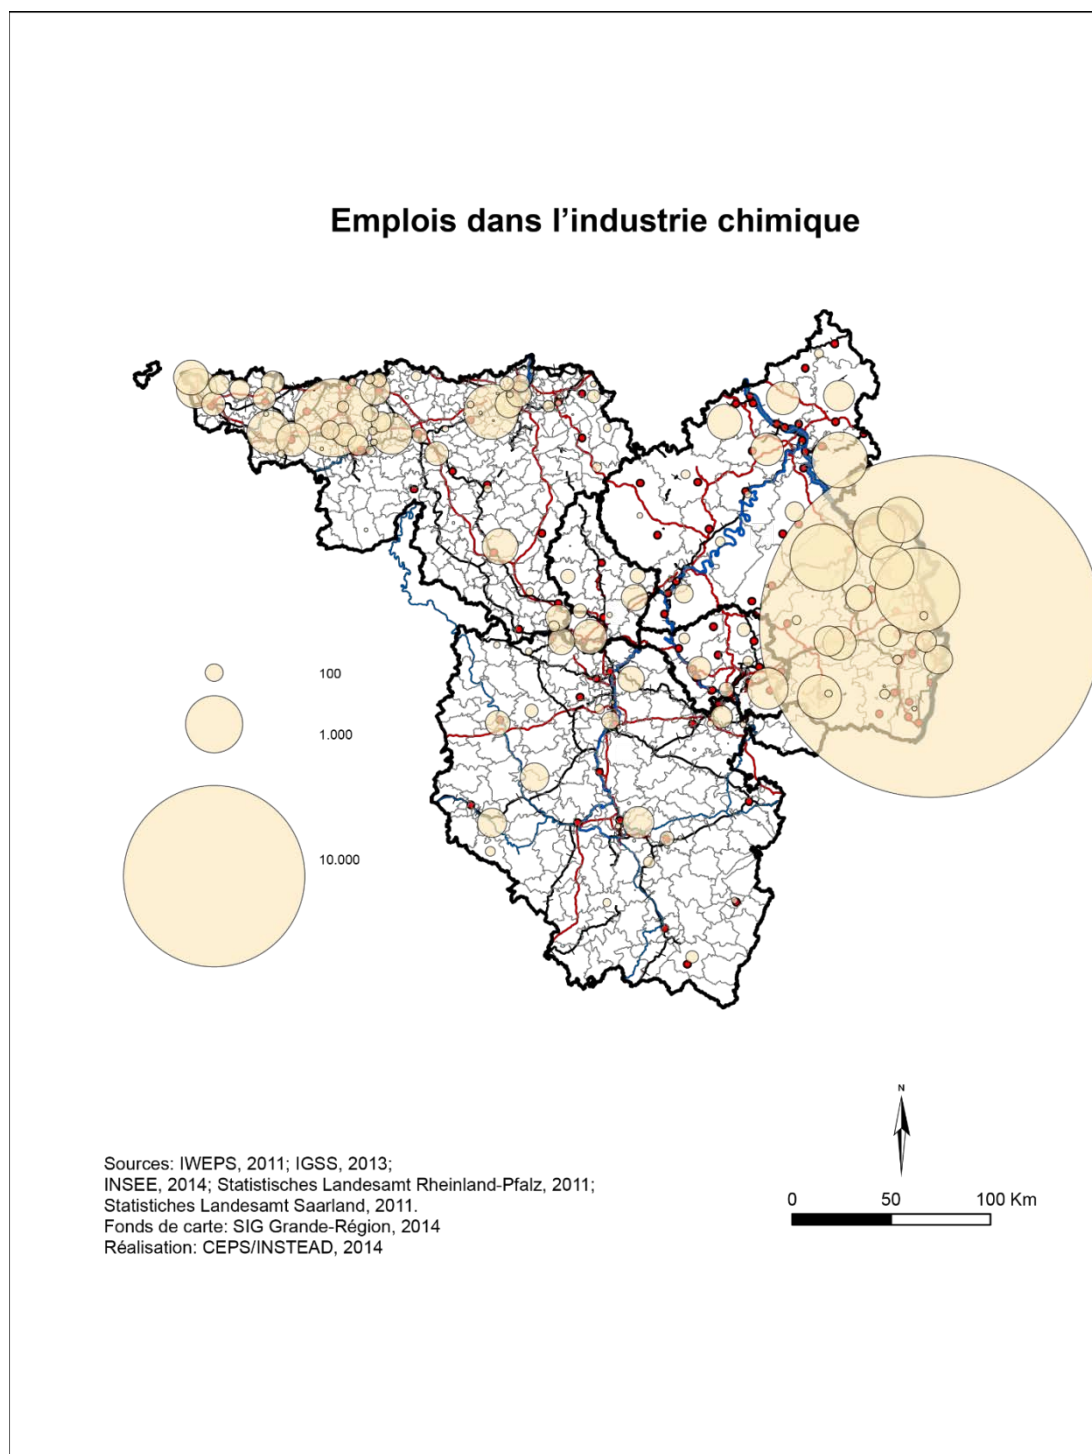 Emplois dans l'industrie chimique
100
1.000
10.000
N
Sources: IWEPS, 2011; IGSS, 2013;
INSEE, 2014; Statistisches Landesamt Rheinland-Pfalz, 2011;
Statistiches Landesamt Saarland, 2011.
Fonds de carte: SIG Grande-Région, 2014
Réalisation: CEPS/INSTEAD, 2014
0 50 100 Km